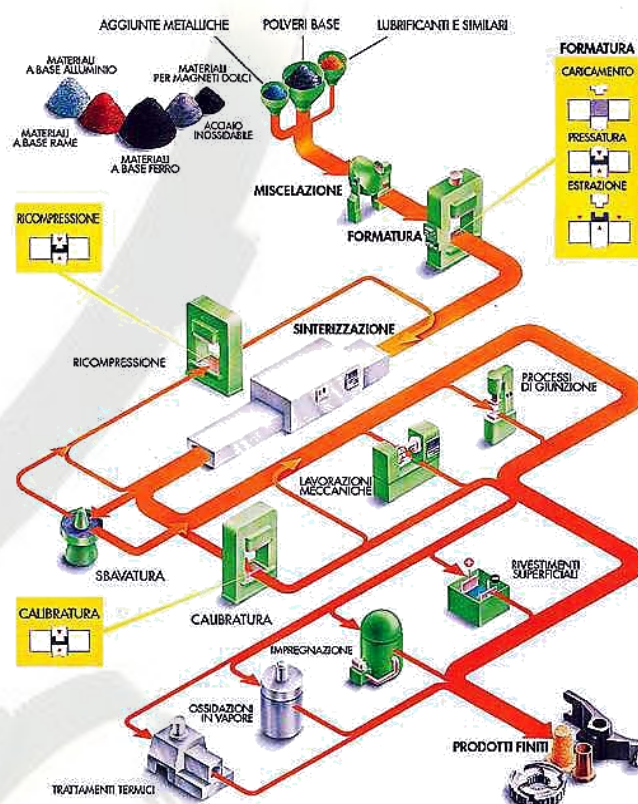 AGGIUNTE METALLICHE
POLVERI BASE
LUBRIFICANTI E SIMILARI
MATERIALI
A BASE ALLUMINIO
MATERIALI
PER MAGNETI DOLCI
MATERIALI
A BASE RAME
ACCIAIO
INOSSIDABILE
MATERIALI
A BASE FERRO
FORMATURA
CARICAMENTO
PRESSATURA
ESTRAZIONE
MISCELAZIONE
FORMATURA
RICOMPRESSIONE
SINTERIZZAZIONE
RICOMPRESSIONE
PROCESSI
DI GIUNZIONE
LAVORAZIONI
MECCANICHE
SBAVATURA
CALIBRATURA
CALIBRATURA
RIVESTIMENTI
SUPERFICIALI
IMPREGNAZIONE
OSSIDAZIONI
IN VAPORE
PRODOTTI FINITI
TRATTAMENTI TERMICI